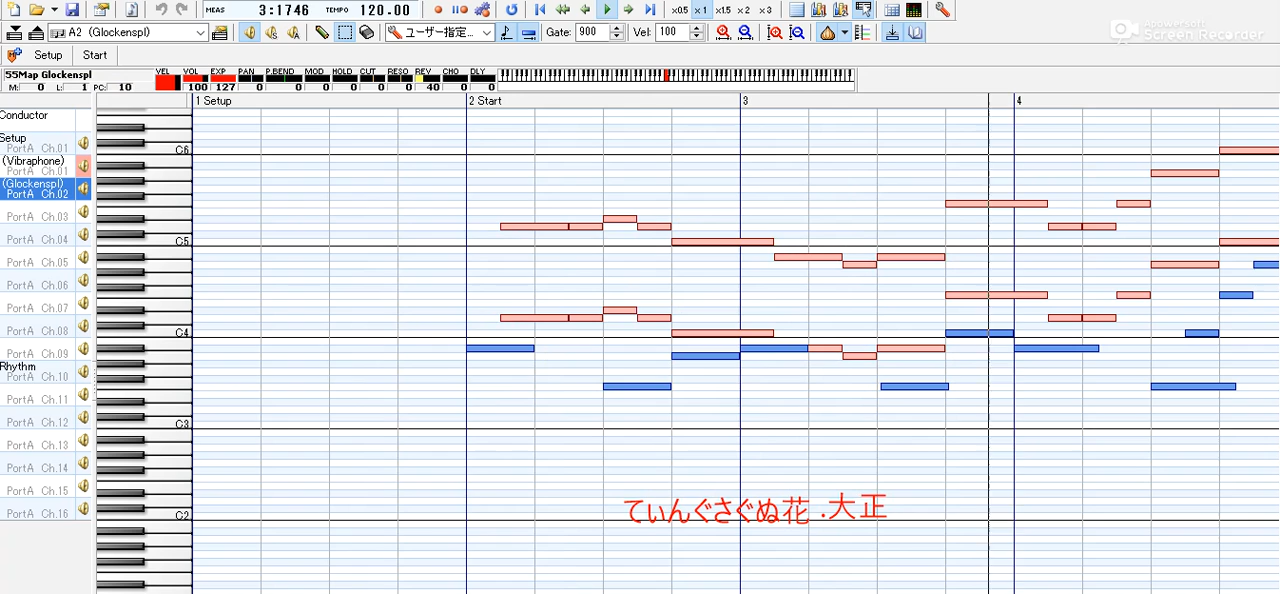 MEAS 3:1746 TEMPO 120.00 ×0.5 ×1 ×1.5 ×2 ×3
A2 (Glockenspl) ユーザー指定... Gate: 900 Vel: 100
Apowersoft
Screen Recorder
Setup Start
55Map Glockenspl VEL VOL EXP PAN P.BEND MOD HOLD CUT RESO REV CHO DLY
M: 0 L: 1 PC: 10 100 127 0 0 0 0 0 0 40 0 0
1 Setup 2 Start 3 4
Conductor
Setup
PortA Ch.01
(Vibraphone)
PortA Ch.01
(Glockenspl)
PortA Ch.02
PortA Ch.03
PortA Ch.04
PortA Ch.05
PortA Ch.06
PortA Ch.07
PortA Ch.08
PortA Ch.09
Rhythm
PortA Ch.10
PortA Ch.11
PortA Ch.12
PortA Ch.13
PortA Ch.14
PortA Ch.15
PortA Ch.16
C6
C5
C4
C3
C2
てぃんぐさぐぬ花 .大正